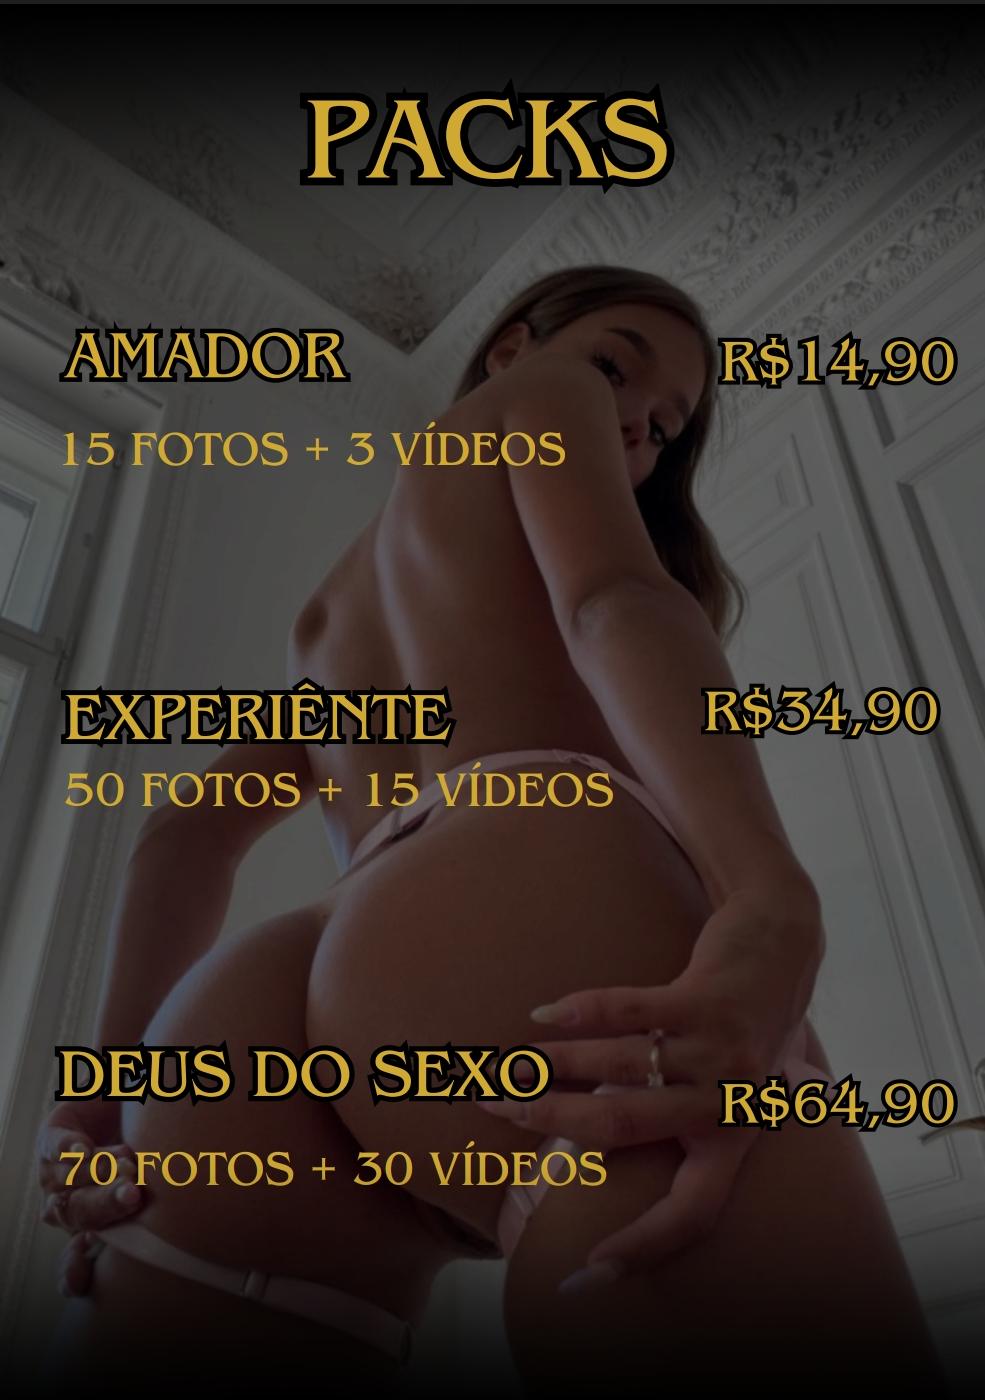 PACKS
AMADOR R$14,90
15 FOTOS + 3 VÍDEOS
EXPERIÊNTE R$34,90
50 FOTOS + 15 VÍDEOS
DEUS DO SEXO R$64,90
70 FOTOS + 30 VÍDEOS